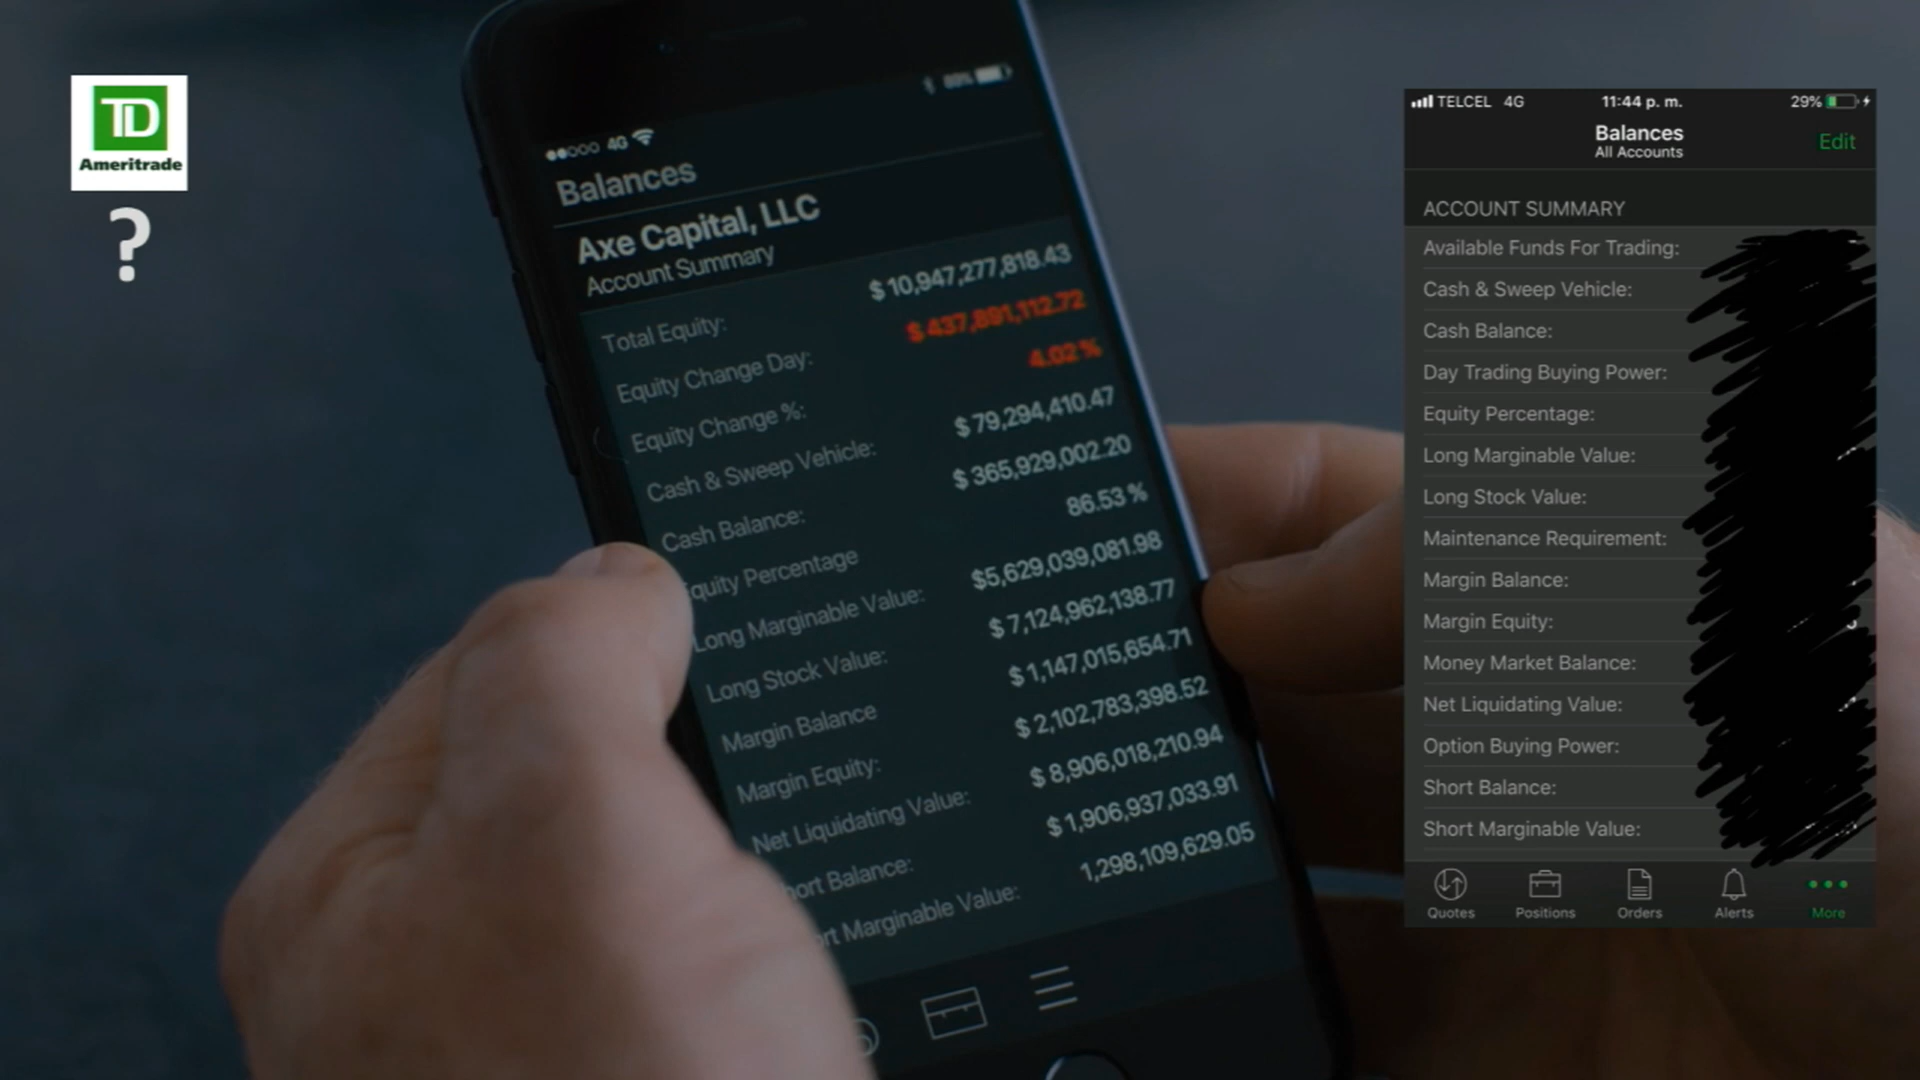 TD
Ameritrade
?
4G 89%
Balances
Axe Capital, LLC
Account Summary
Total Equity: $ 10,947,277,818.43
Equity Change Day: $ 437,891,112.72
Equity Change %: 4.02 %
Cash & Sweep Vehicle: $ 79,294,410.47
Cash Balance: $ 365,929,002.20
Equity Percentage 86.53 %
Long Marginable Value: $5,629,039,081.98
Long Stock Value: $ 7,124,962,138.77
Margin Balance $ 1,147,015,654.71
Margin Equity: $ 2,102,783,398.52
Net Liquidating Value: $ 8,906,018,210.94
ort Balance: $ 1,906,937,033.91
rt Marginable Value: 1,298,109,629.05
TELCEL 4G 11:44 p. m. 29%
Balances
All Accounts
Edit
ACCOUNT SUMMARY
Available Funds For Trading:
Cash & Sweep Vehicle:
Cash Balance:
Day Trading Buying Power:
Equity Percentage:
Long Marginable Value:
Long Stock Value:
Maintenance Requirement:
Margin Balance:
Margin Equity:
Money Market Balance:
Net Liquidating Value:
Option Buying Power:
Short Balance:
Short Marginable Value:
Quotes Positions Orders Alerts More